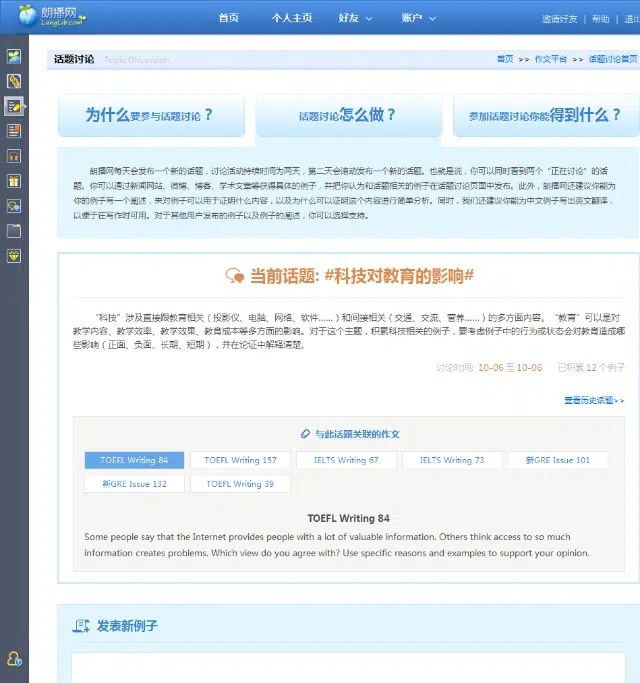 朗播网
LangLib.com
首页 个人主页 好友 账户 邀请好友 | 帮助 | 退出
话题讨论 Topic Discussion 首页 >> 作文平台 >> 话题讨论首页
为什么要参与话题讨论？ 话题讨论怎么做？ 参加话题讨论你能得到什么？
朗播网每天会发布一个新的话题，讨论活动持续时间为两天，第二天会滚动发布一个新的话题。也就是说，你可以同时看到两个“正在讨论”的话
题。你可以通过新闻网站、微博、博客、学术文章等获得具体的例子，并把你认为和话题相关的例子在话题讨论页面中发布。此外，朗播网还建议你能为
你的例子写一个阐述，来对例子可以用于证明什么内容，以及为什么可以证明这个内容进行简单分析。同时，我们还建议你能为中文例子写出英文翻译，
以便于在写作时可用。对于其他用户发布的例子以及例子的阐述，你可以选择支持。
当前话题: #科技对教育的影响#
“科技”涉及直接跟教育相关（投影仪、电脑、网络、软件……）和间接相关（交通、交流、营养……）的多方面内容。“教育”可以是对
教学内容、教学效率、教学效果、教育成本等多方面的影响。对于这个主题，积累科技相关的例子，要考虑例子中的行为或状态会对教育造成哪
些影响（正面、负面、长期、短期），并在论证中解释清楚。
讨论时间: 10-06 至 10-06 已积累 12 个例子
查看历史话题>>
与此话题关联的作文
TOEFL Writing 84 TOEFL Writing 157 IELTS Writing 67 IELTS Writing 73 新GRE Issue 101
新GRE Issue 132 TOEFL Writing 39
TOEFL Writing 84
Some people say that the Internet provides people with a lot of valuable information. Others think access to so much
information creates problems. Which view do you agree with? Use specific reasons and examples to support your opinion.
发表新例子